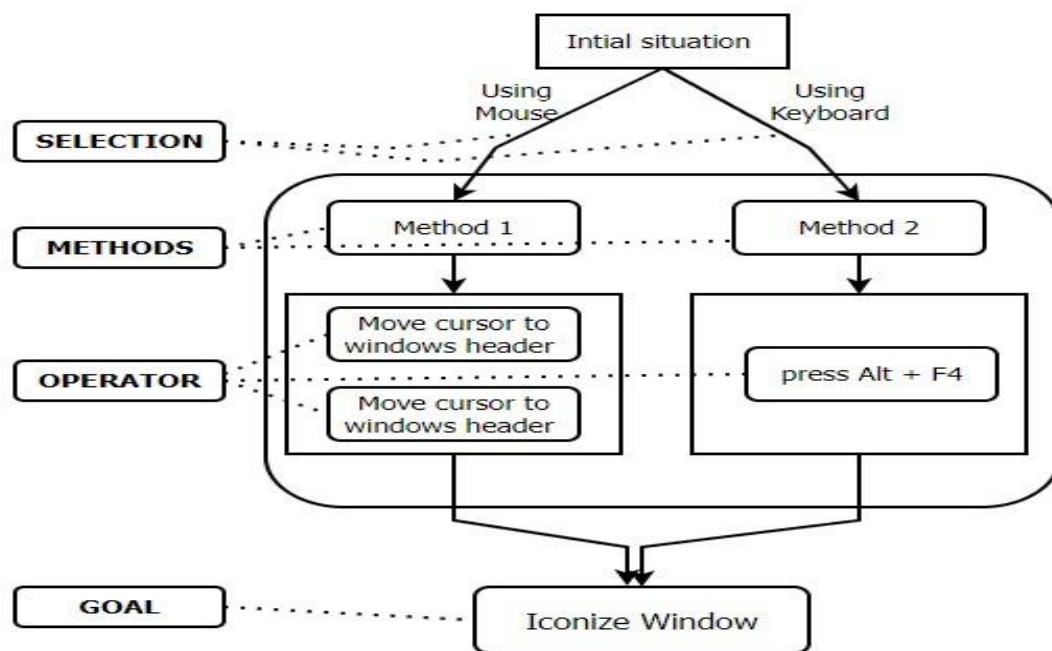 Intial situation
Using
Mouse
Using
Keyboard
SELECTION
METHODS
Method 1
Method 2
OPERATOR
Move cursor to
windows header
Move cursor to
windows header
press Alt + F4
GOAL
Iconize Window